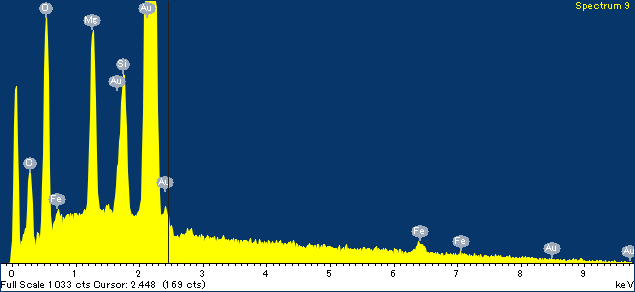 Spectrum 9
O
Mg
Au
Si
Au
O
Au
Fe
Fe
Fe
Au
Au
0 1 2 3 4 5 6 7 8 9
Full Scale 1033 cts Cursor: 2.448 (169 cts) keV